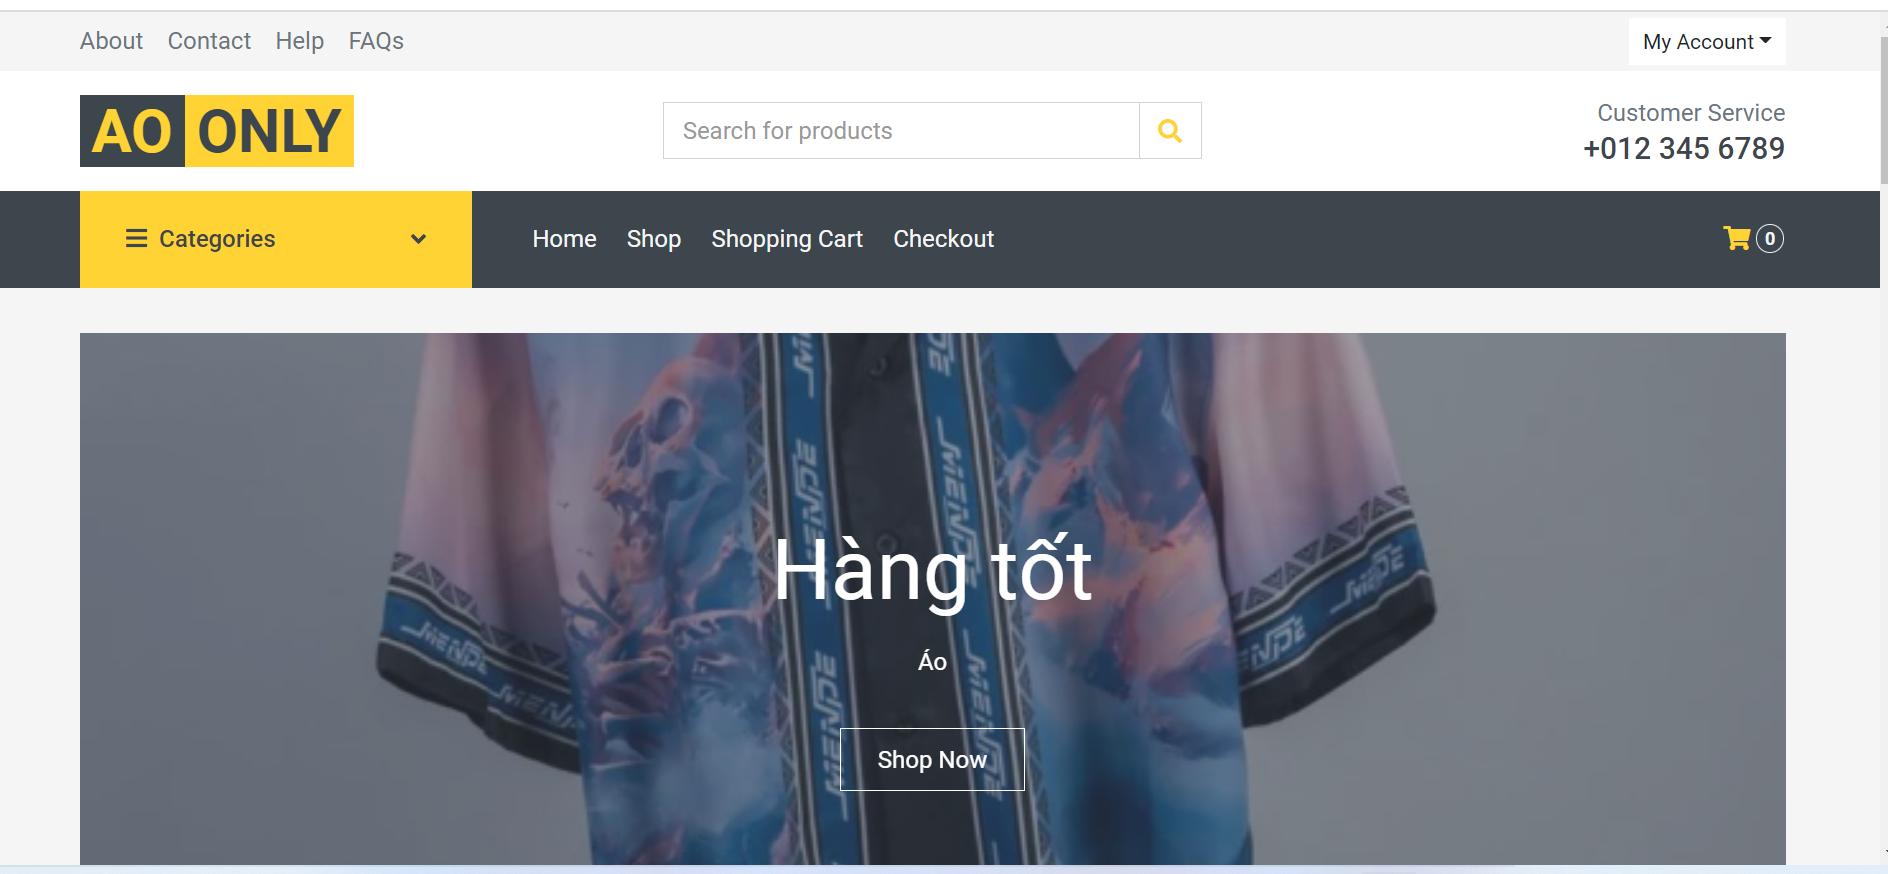 About Contact Help FAQs My Account
AO ONLY
Search for products
Customer Service
+012 345 6789
Categories Home Shop Shopping Cart Checkout 0
Hàng tốt
Áo
Shop Now